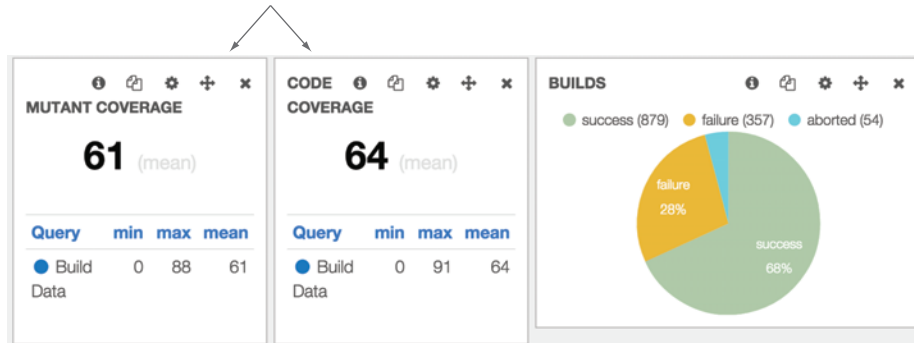 MUTANT COVERAGE
61 (mean)
Query min max mean
Build Data 0 88 61
CODE COVERAGE
64 (mean)
Query min max mean
Build Data 0 91 64
BUILDS
success (879) failure (357) aborted (54)
failure
28%
success
68%